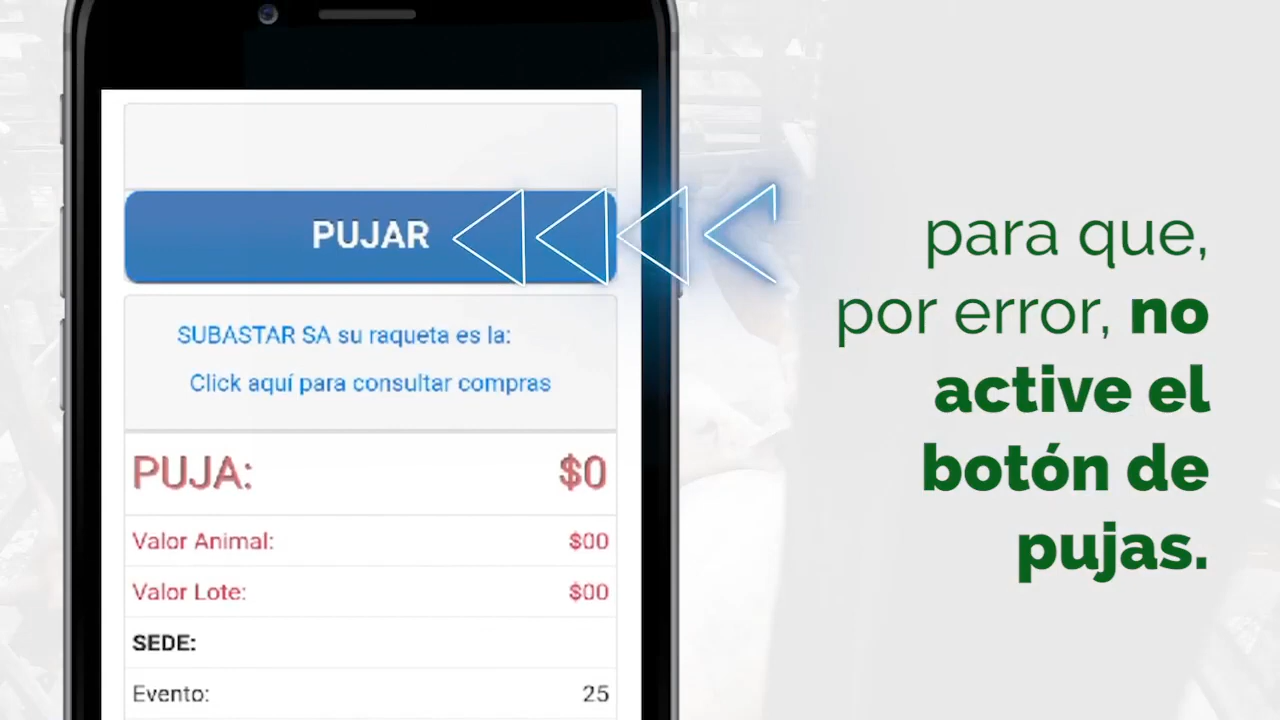 PUJAR
SUBASTAR SA su raqueta es la:
Click aquí para consultar compras
PUJA: $0
Valor Animal: $00
Valor Lote: $00
SEDE:
Evento: 25
para que,
por error, no
active el
botón de
pujas.